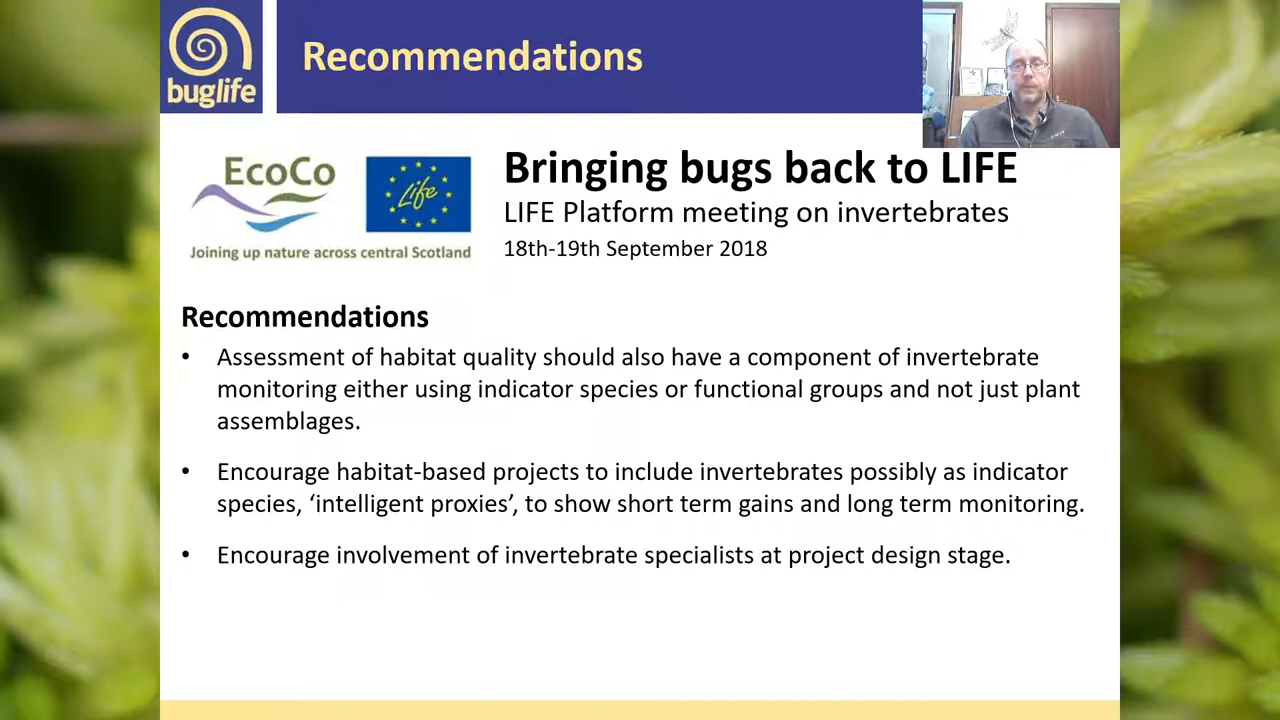 buglife
Recommendations
EcoCo
Life
Joining up nature across central Scotland
Bringing bugs back to LIFE
LIFE Platform meeting on invertebrates
18th-19th September 2018
Recommendations
• Assessment of habitat quality should also have a component of invertebrate
monitoring either using indicator species or functional groups and not just plant
assemblages.
• Encourage habitat-based projects to include invertebrates possibly as indicator
species, ‘intelligent proxies’, to show short term gains and long term monitoring.
• Encourage involvement of invertebrate specialists at project design stage.